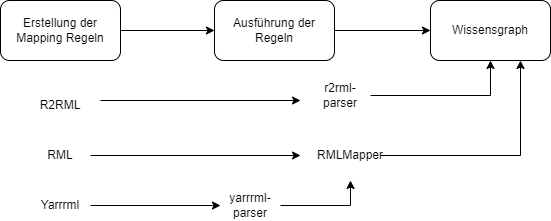 Erstellung der
Mapping Regeln
Ausführung der
Regeln
Wissensgraph
R2RML
r2rml-
parser
RML
RMLMapper
Yarrrml
yarrrml-
parser